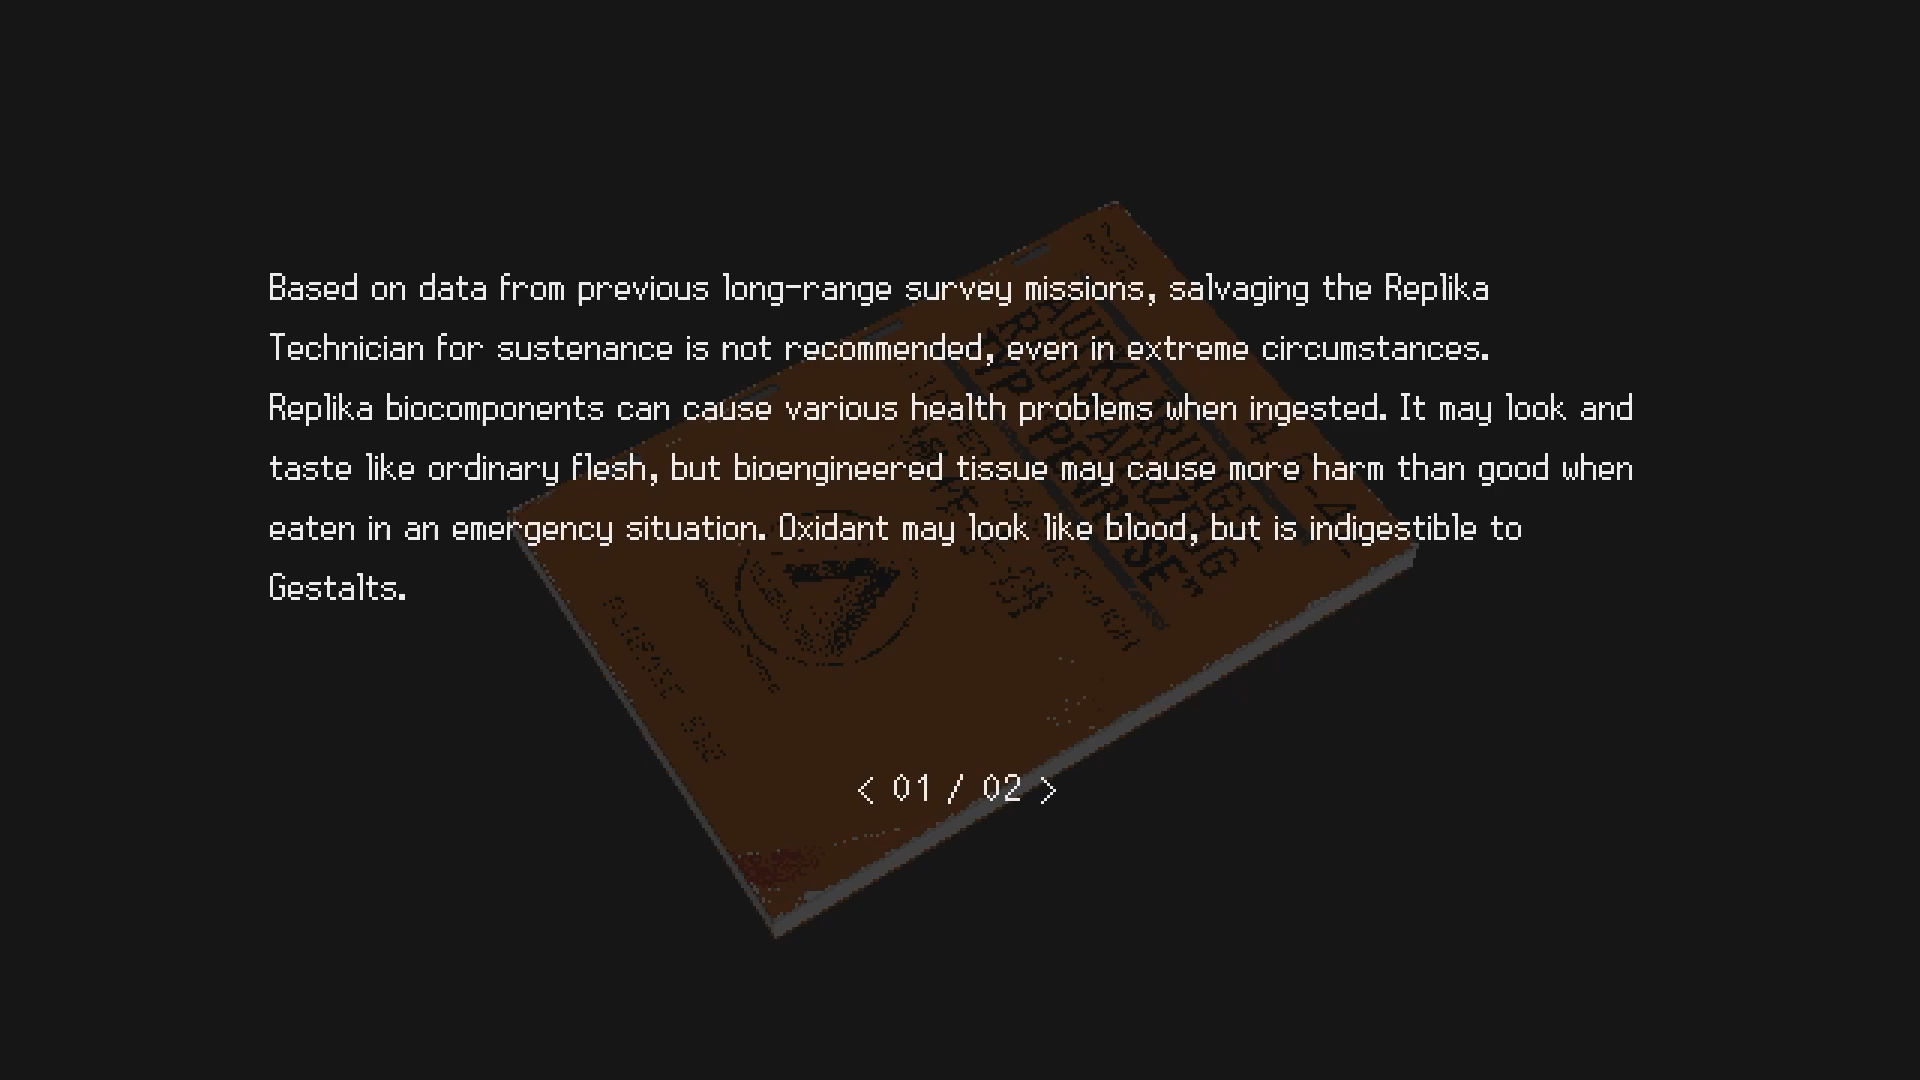 Based on data from previous long-range survey missions, salvaging the Replika
Technician for sustenance is not recommended, even in extreme circumstances.
Replika biocomponents can cause various health problems when ingested. It may look and
taste like ordinary flesh, but bioengineered tissue may cause more harm than good when
eaten in an emergency situation. Oxidant may look like blood, but is indigestible to
Gestalts.
< 01 / 02 >